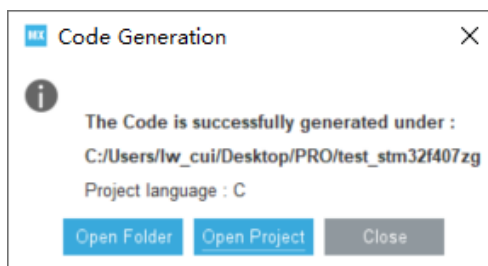 MX Code Generation
The Code is successfully generated under :
C:/Users/lw_cui/Desktop/PRO/test_stm32f407zg
Project language : C
Open Folder Open Project Close